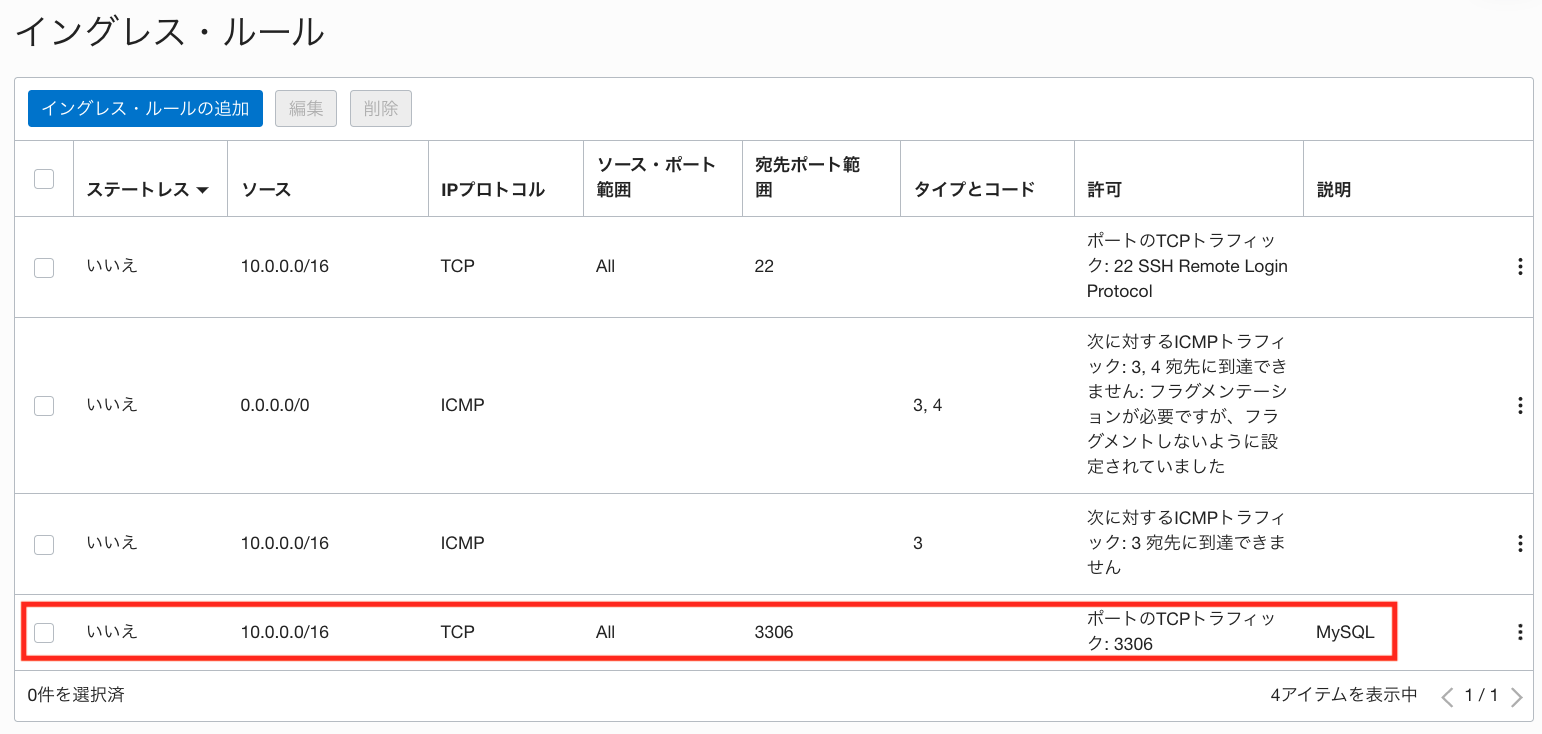 イングレス・ルール
イングレス・ルールの追加 編集 削除
ステートレス ソース IPプロトコル ソース・ポート範囲 宛先ポート範囲 タイプとコード 許可 説明
いいえ 10.0.0.0/16 TCP All 22 ポートのTCPトラフィック: 22 SSH Remote Login Protocol
いいえ 0.0.0.0/0 ICMP 3, 4 次に対するICMPトラフィック: 3, 4 宛先に到達できません: フラグメンテーションが必要ですが、フラグメントしないように設定されていました
いいえ 10.0.0.0/16 ICMP 3 次に対するICMPトラフィック: 3 宛先に到達できません
いいえ 10.0.0.0/16 TCP All 3306 ポートのTCPトラフィック: 3306 MySQL
0件を選択済 4アイテムを表示中 1 / 1